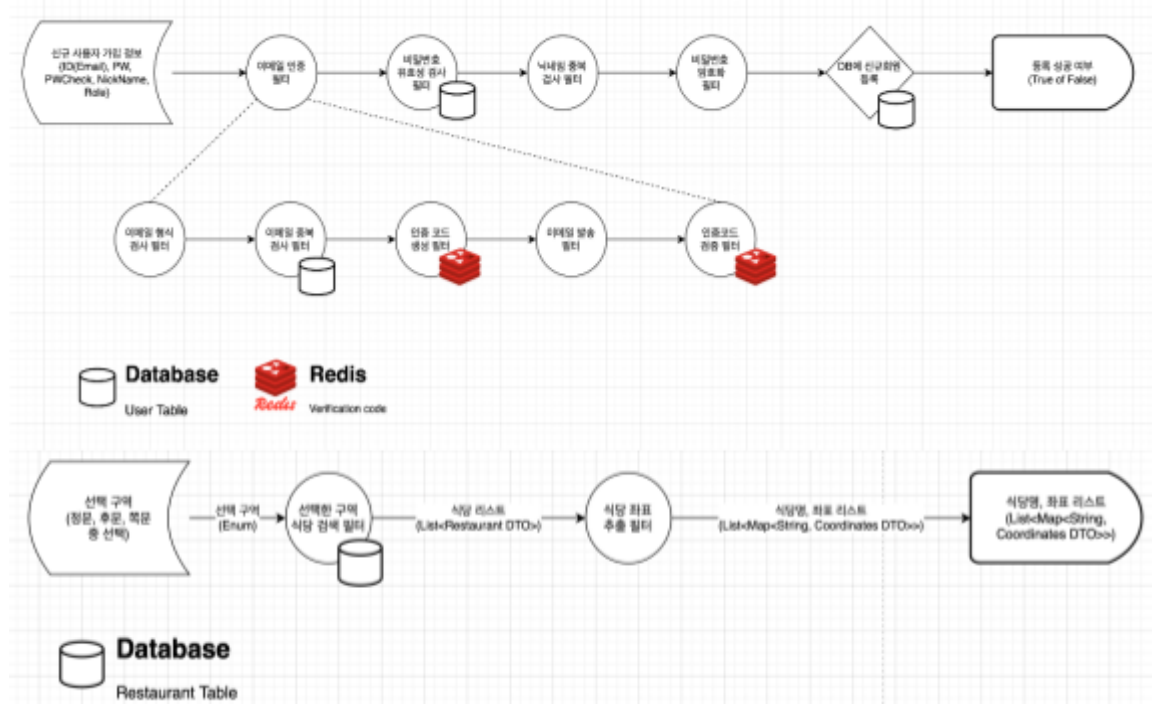 신규 사용자 가입 정보
(ID(Email), PW,
PWCheck, NickName,
Role)
이메일 인증
필터
비밀번호
유효성 검사
필터
닉네임 중복
검사 필터
비밀번호
암호화
필터
DB에 신규회원
등록
등록 성공 여부
(True of False)
이메일 형식
검사 필터
이메일 중복
검사 필터
인증 코드
생성 필터
이메일 발송
필터
인증코드
검증 필터
Database
User Table
Redis
Redis
Verification code
선택 구역
(정문, 후문, 쪽문
중 선택)
선택 구역
(Enum)
선택한 구역
식당 검색 필터
식당 리스트
(List<Restaurant DTO>)
식당 좌표
추출 필터
식당명, 좌표 리스트
(List<Map<String, Coordinates DTO>>)
식당명, 좌표 리스트
(List<Map<String,
Coordinates DTO>>)
Database
Restaurant Table